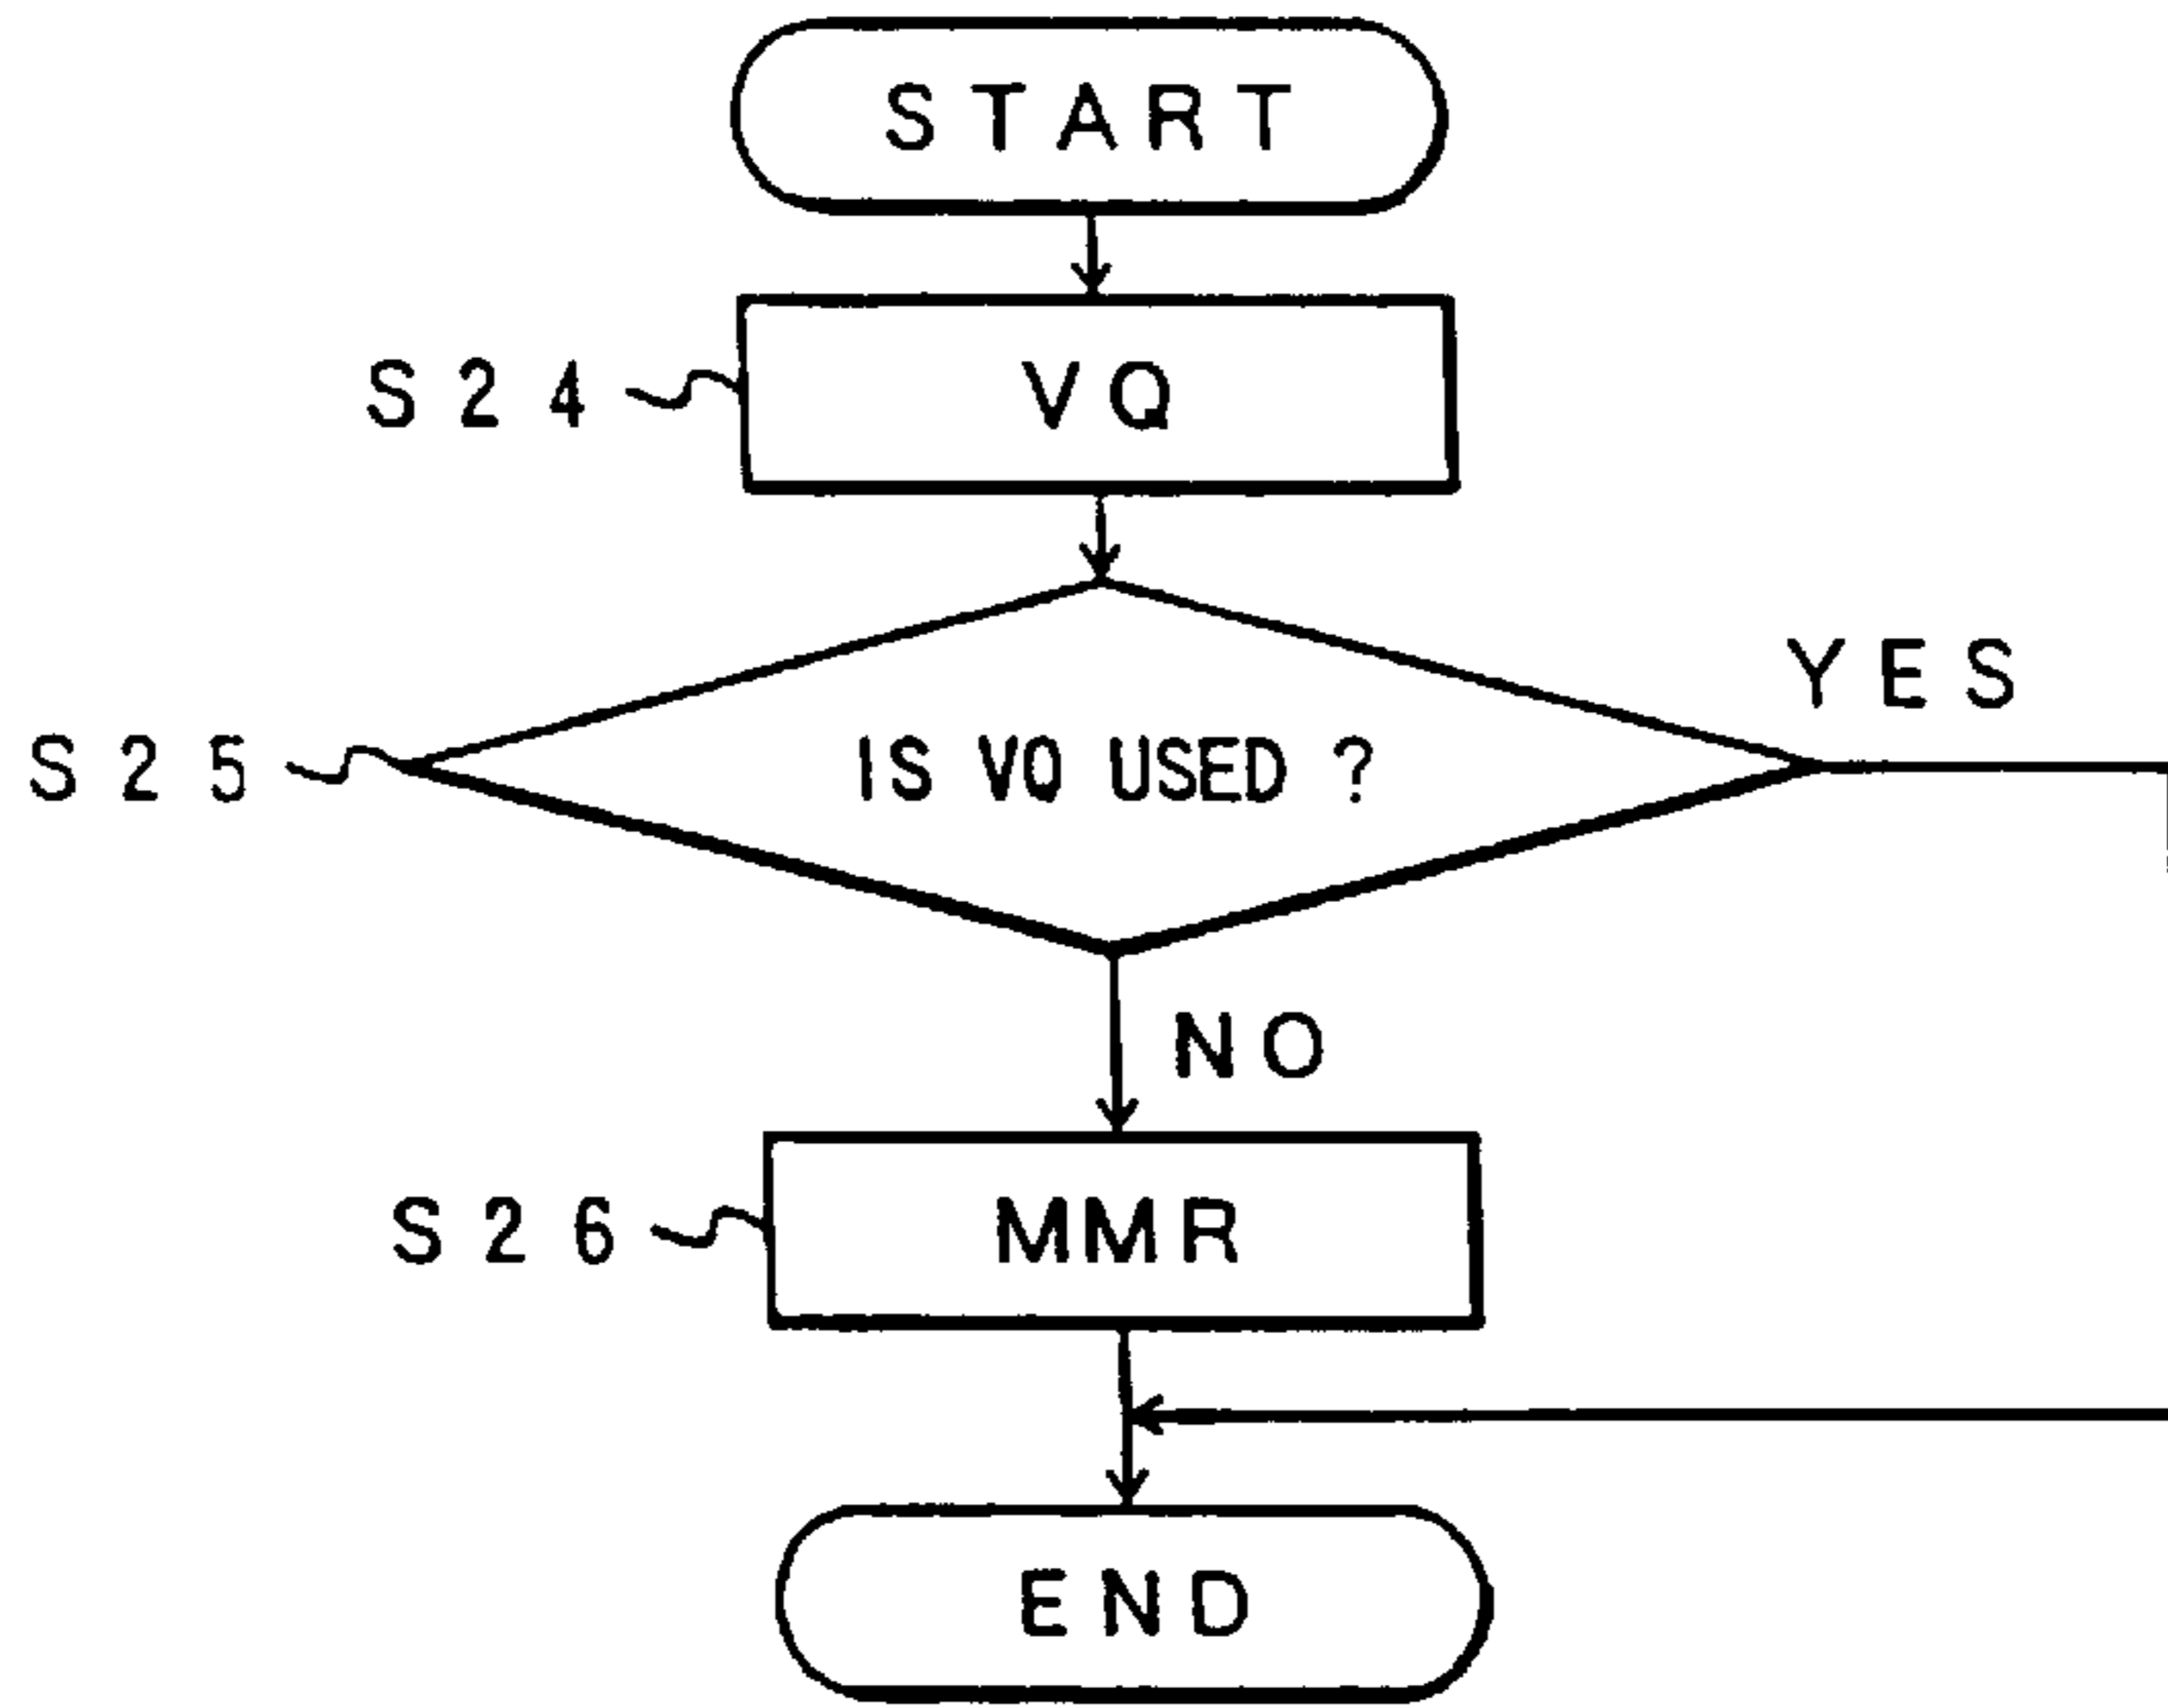 START
S24 VQ
YES
S25 IS VQ USED ?
NO
S26 MMR
END